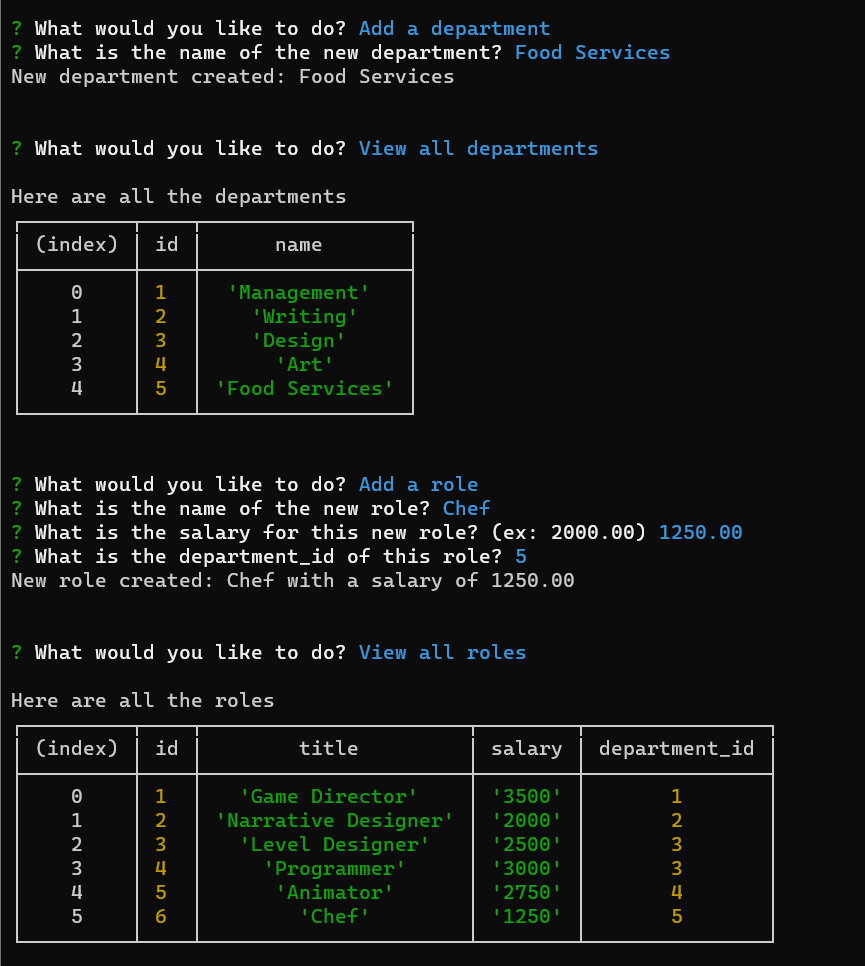 ? What would you like to do? Add a department
? What is the name of the new department? Food Services
New department created: Food Services
? What would you like to do? View all departments
Here are all the departments
(index) id name
0 1 'Management'
1 2 'Writing'
2 3 'Design'
3 4 'Art'
4 5 'Food Services'
? What would you like to do? Add a role
? What is the name of the new role? Chef
? What is the salary for this new role? (ex: 2000.00) 1250.00
? What is the department_id of this role? 5
New role created: Chef with a salary of 1250.00
? What would you like to do? View all roles
Here are all the roles
(index) id title salary department_id
0 1 'Game Director' '3500' 1
1 2 'Narrative Designer' '2000' 2
2 3 'Level Designer' '2500' 3
3 4 'Programmer' '3000' 3
4 5 'Animator' '2750' 4
5 6 'Chef' '1250' 5